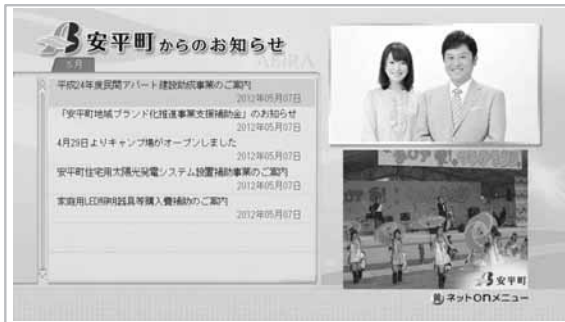 安平町からのお知らせ
5月
ABIRA
平成24年度民間アパート建設助成事業のご案内
2012年05月07日
「安平町地域ブランド化推進事業支援補助金」のお知らせ
2012年05月07日
4月29日よりキャンプ場がオープンしました
2012年05月07日
安平町住宅用太陽光発電システム設置補助事業のご案内
2012年05月07日
家庭用LED照明器具等購入費補助のご案内
2012年05月07日
安平町
ネットonメニュー